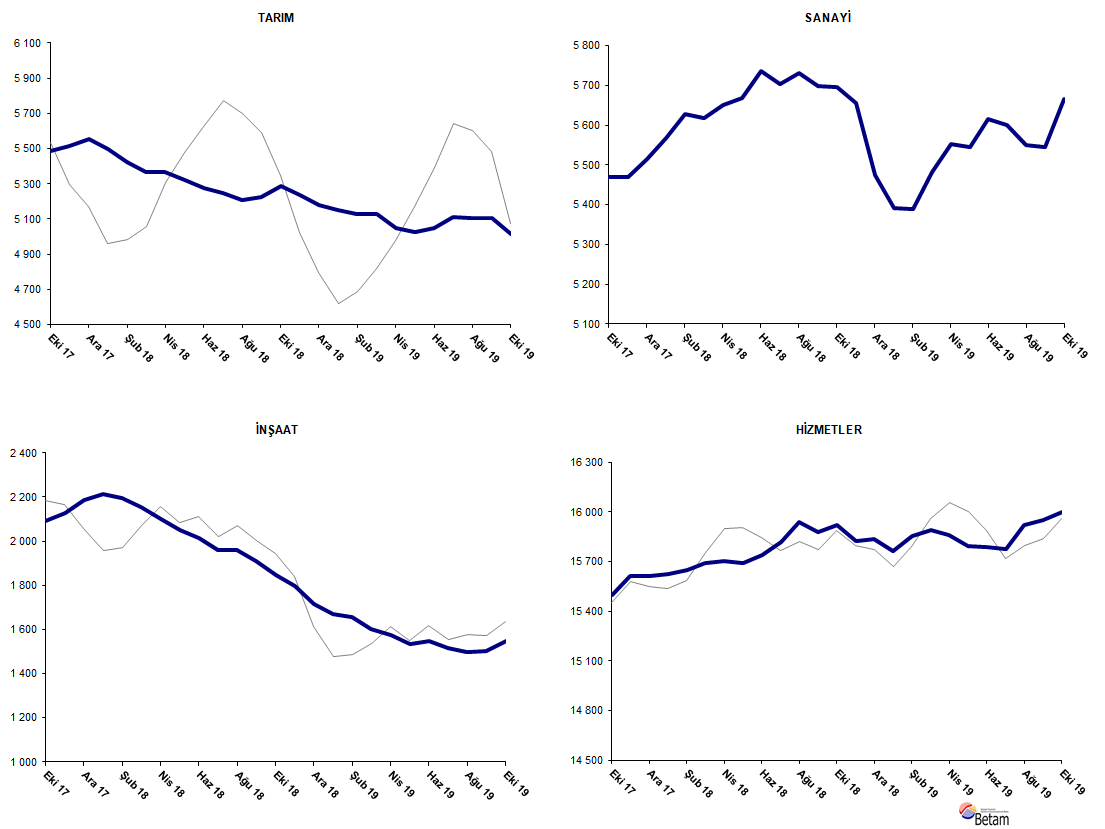 TARIM
6 100
5 900
5 700
5 500
5 300
5 100
4 900
4 700
4 500
Eki 17
Ara 17
Şub 18
Nis 18
Haz 18
Ağu 18
Eki 18
Ara 18
Şub 19
Nis 19
Haz 19
Ağu 19
Eki 19
SANAYİ
5 800
5 700
5 600
5 500
5 400
5 300
5 200
5 100
Eki 17
Ara 17
Şub 18
Nis 18
Haz 18
Ağu 18
Eki 18
Ara 18
Şub 19
Nis 19
Haz 19
Ağu 19
Eki 19
İNŞAAT
2 400
2 200
2 000
1 800
1 600
1 400
1 200
1 000
Eki 17
Ara 17
Şub 18
Nis 18
Haz 18
Ağu 18
Eki 18
Ara 18
Şub 19
Nis 19
Haz 19
Ağu 19
Eki 19
HİZMETLER
16 300
16 000
15 700
15 400
15 100
14 800
14 500
Eki 17
Ara 17
Şub 18
Nis 18
Haz 18
Ağu 18
Eki 18
Ara 18
Şub 19
Nis 19
Haz 19
Ağu 19
Eki 19
Betam